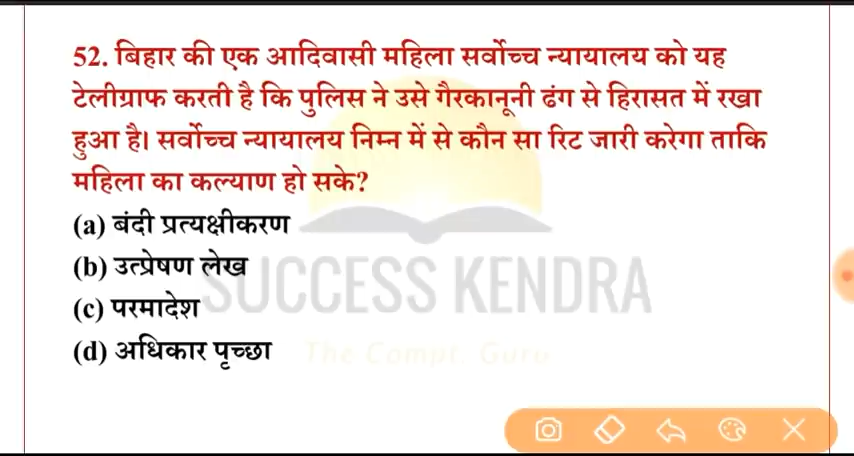 52. बिहार की एक आदिवासी महिला सर्वोच्च न्यायालय को यह
टेलीग्राफ करती है कि पुलिस ने उसे गैरकानूनी ढंग से हिरासत में रखा
हुआ है। सर्वोच्च न्यायालय निम्न में से कौन सा रिट जारी करेगा ताकि
महिला का कल्याण हो सके?
(a) बंदी प्रत्यक्षीकरण
(b) उत्प्रेषण लेख
(c) परमादेश
(d) अधिकार पृच्छा
SUCCESS KENDRA
The Compt. Guru